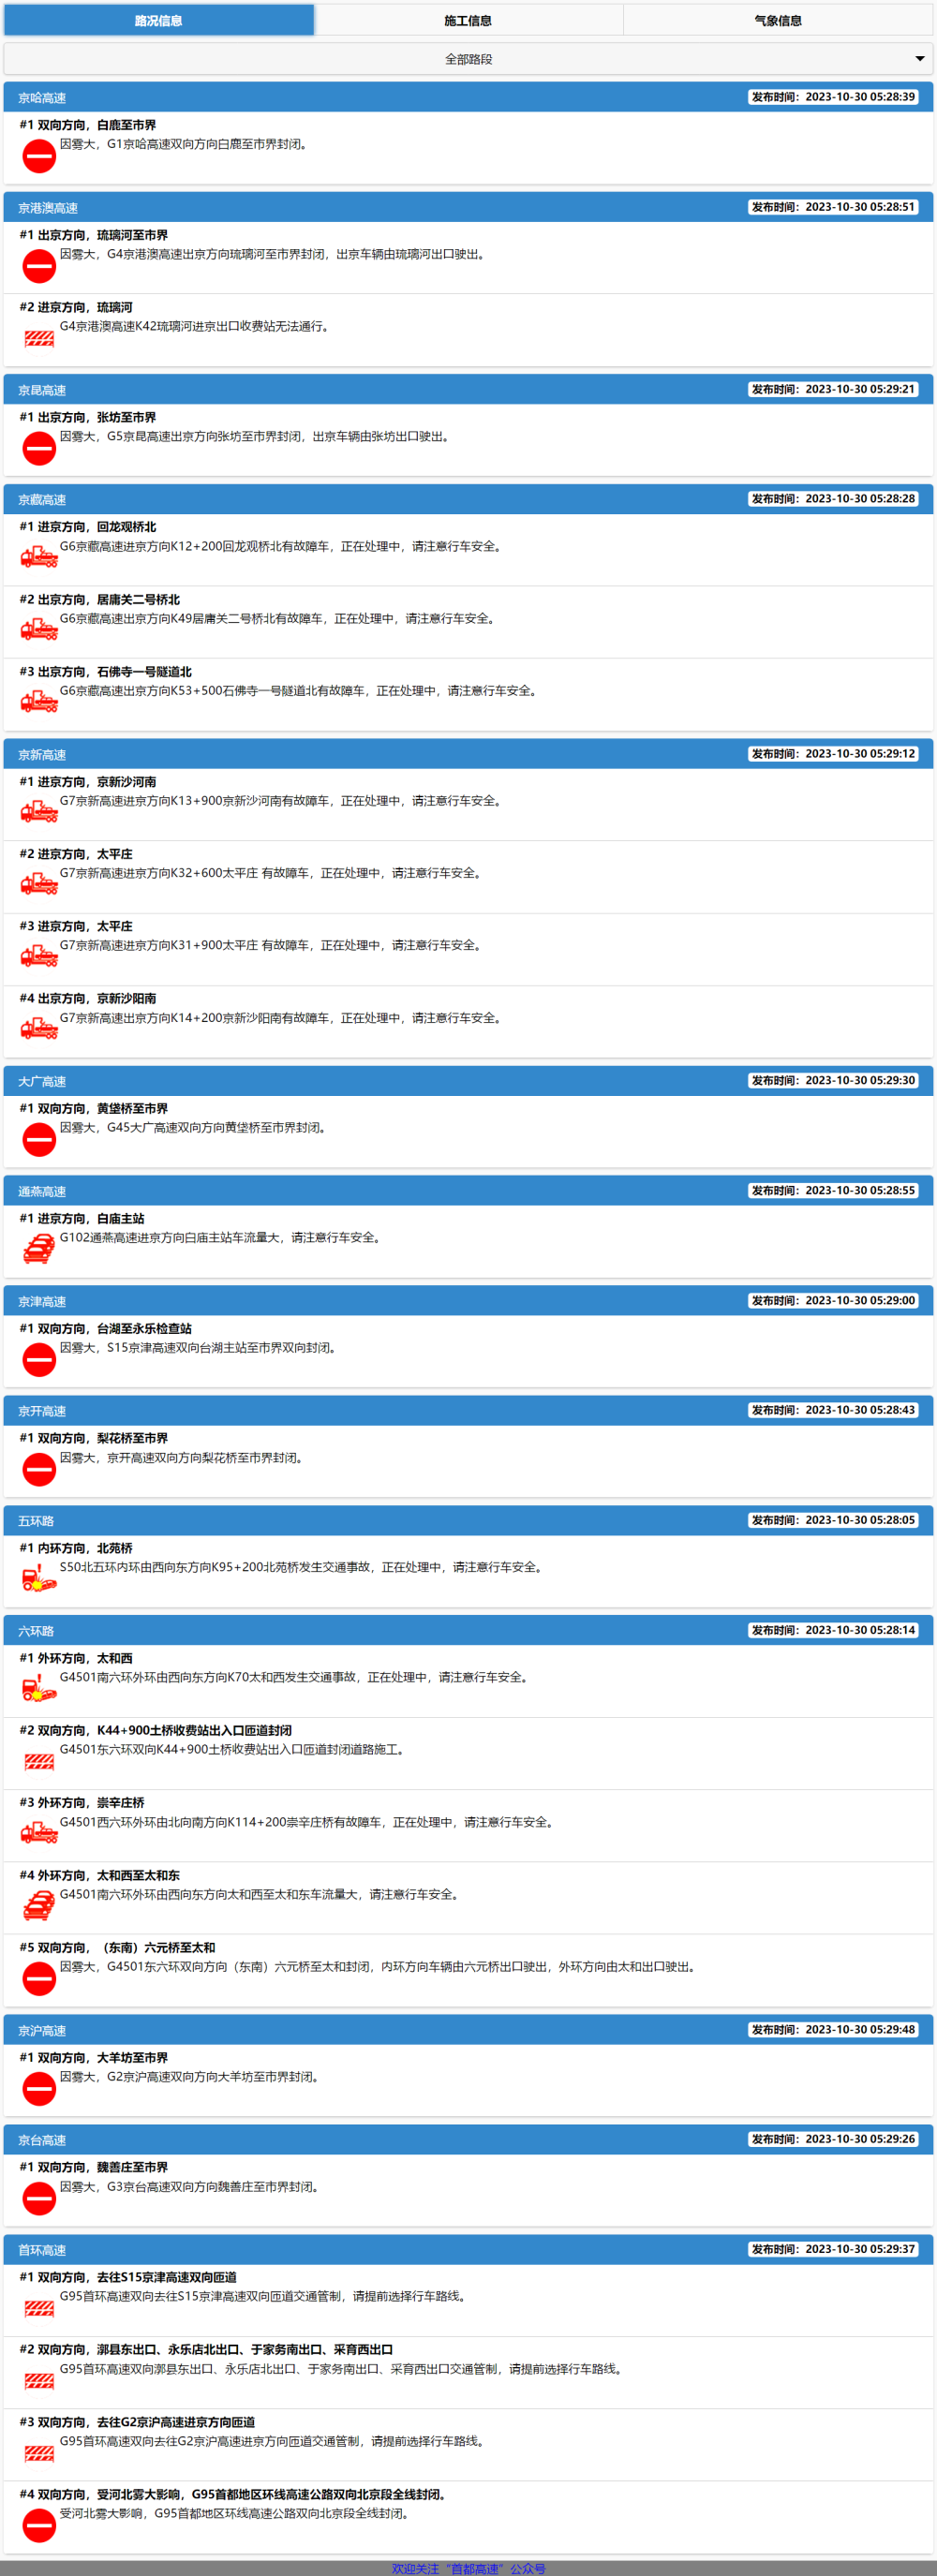 路况信息
施工信息
气象信息
全部路段
京哈高速
发布时间：2023-10-30 05:28:39
#1 双向方向，白鹿至市界
因雾大，G1京哈高速双向方向白鹿至市界封闭。
京港澳高速
发布时间：2023-10-30 05:28:51
#1 出京方向，琉璃河至市界
因雾大，G4京港澳高速出京方向琉璃河至市界封闭，出京车辆由琉璃河出口驶出。
#2 进京方向，琉璃河
G4京港澳高速K42琉璃河进京出口收费站无法通行。
京昆高速
发布时间：2023-10-30 05:29:21
#1 出京方向，张坊至市界
因雾大，G5京昆高速出京方向张坊至市界封闭，出京车辆由张坊出口驶出。
京藏高速
发布时间：2023-10-30 05:28:28
#1 进京方向，回龙观桥北
G6京藏高速进京方向K12+200回龙观桥北有故障车，正在处理中，请注意行车安全。
#2 出京方向，居庸关二号桥北
G6京藏高速出京方向K49居庸关二号桥北有故障车，正在处理中，请注意行车安全。
#3 出京方向，石佛寺一号隧道北
G6京藏高速出京方向K53+500石佛寺一号隧道北有故障车，正在处理中，请注意行车安全。
京新高速
发布时间：2023-10-30 05:29:12
#1 进京方向，京新沙河南
G7京新高速进京方向K13+900京新沙河南有故障车，正在处理中，请注意行车安全。
#2 进京方向，太平庄
G7京新高速进京方向K32+600太平庄 有故障车，正在处理中，请注意行车安全。
#3 进京方向，太平庄
G7京新高速进京方向K31+900太平庄 有故障车，正在处理中，请注意行车安全。
#4 出京方向，京新沙阳南
G7京新高速出京方向K14+200京新沙阳南有故障车，正在处理中，请注意行车安全。
大广高速
发布时间：2023-10-30 05:29:30
#1 双向方向，黄垡桥至市界
因雾大，G45大广高速双向方向黄垡桥至市界封闭。
通燕高速
发布时间：2023-10-30 05:28:55
#1 进京方向，白庙主站
G102通燕高速进京方向白庙主站车流量大，请注意行车安全。
京津高速
发布时间：2023-10-30 05:29:00
#1 双向方向，台湖至永乐检查站
因雾大，S15京津高速双向台湖主站至市界双向封闭。
京开高速
发布时间：2023-10-30 05:28:43
#1 双向方向，梨花桥至市界
因雾大，京开高速双向方向梨花桥至市界封闭。
五环路
发布时间：2023-10-30 05:28:05
#1 内环方向，北苑桥
S50北五环内环由西向东方向K95+200北苑桥发生交通事故，正在处理中，请注意行车安全。
六环路
发布时间：2023-10-30 05:28:14
#1 外环方向，太和西
G4501南六环外环由西向东方向K70太和西发生交通事故，正在处理中，请注意行车安全。
#2 双向方向，K44+900土桥收费站出入口匝道封闭
G4501东六环双向K44+900土桥收费站出入口匝道封闭道路施工。
#3 外环方向，崇辛庄桥
G4501西六环外环由北向南方向K114+200崇辛庄桥有故障车，正在处理中，请注意行车安全。
#4 外环方向，太和西至太和东
G4501南六环外环由西向东方向太和西至太和东车流量大，请注意行车安全。
#5 双向方向，（东南）六元桥至太和
因雾大，G4501东六环双向方向（东南）六元桥至太和封闭，内环方向车辆由六元桥出口驶出，外环方向由太和出口驶出。
京沪高速
发布时间：2023-10-30 05:29:48
#1 双向方向，大羊坊至市界
因雾大，G2京沪高速双向方向大羊坊至市界封闭。
京台高速
发布时间：2023-10-30 05:29:26
#1 双向方向，魏善庄至市界
因雾大，G3京台高速双向方向魏善庄至市界封闭。
首环高速
发布时间：2023-10-30 05:29:37
#1 双向方向，去往S15京津高速双向匝道
G95首环高速双向去往S15京津高速双向匝道交通管制，请提前选择行车路线。
#2 双向方向，漷县东出口、永乐店北出口、于家务南出口、采育西出口
G95首环高速双向漷县东出口、永乐店北出口、于家务南出口、采育西出口交通管制，请提前选择行车路线。
#3 双向方向，去往G2京沪高速进京方向匝道
G95首环高速双向去往G2京沪高速进京方向匝道交通管制，请提前选择行车路线。
#4 双向方向，受河北雾大影响，G95首都地区环线高速公路双向北京段全线封闭。
受河北雾大影响，G95首都地区环线高速公路双向北京段全线封闭。
欢迎关注“首都高速”公众号